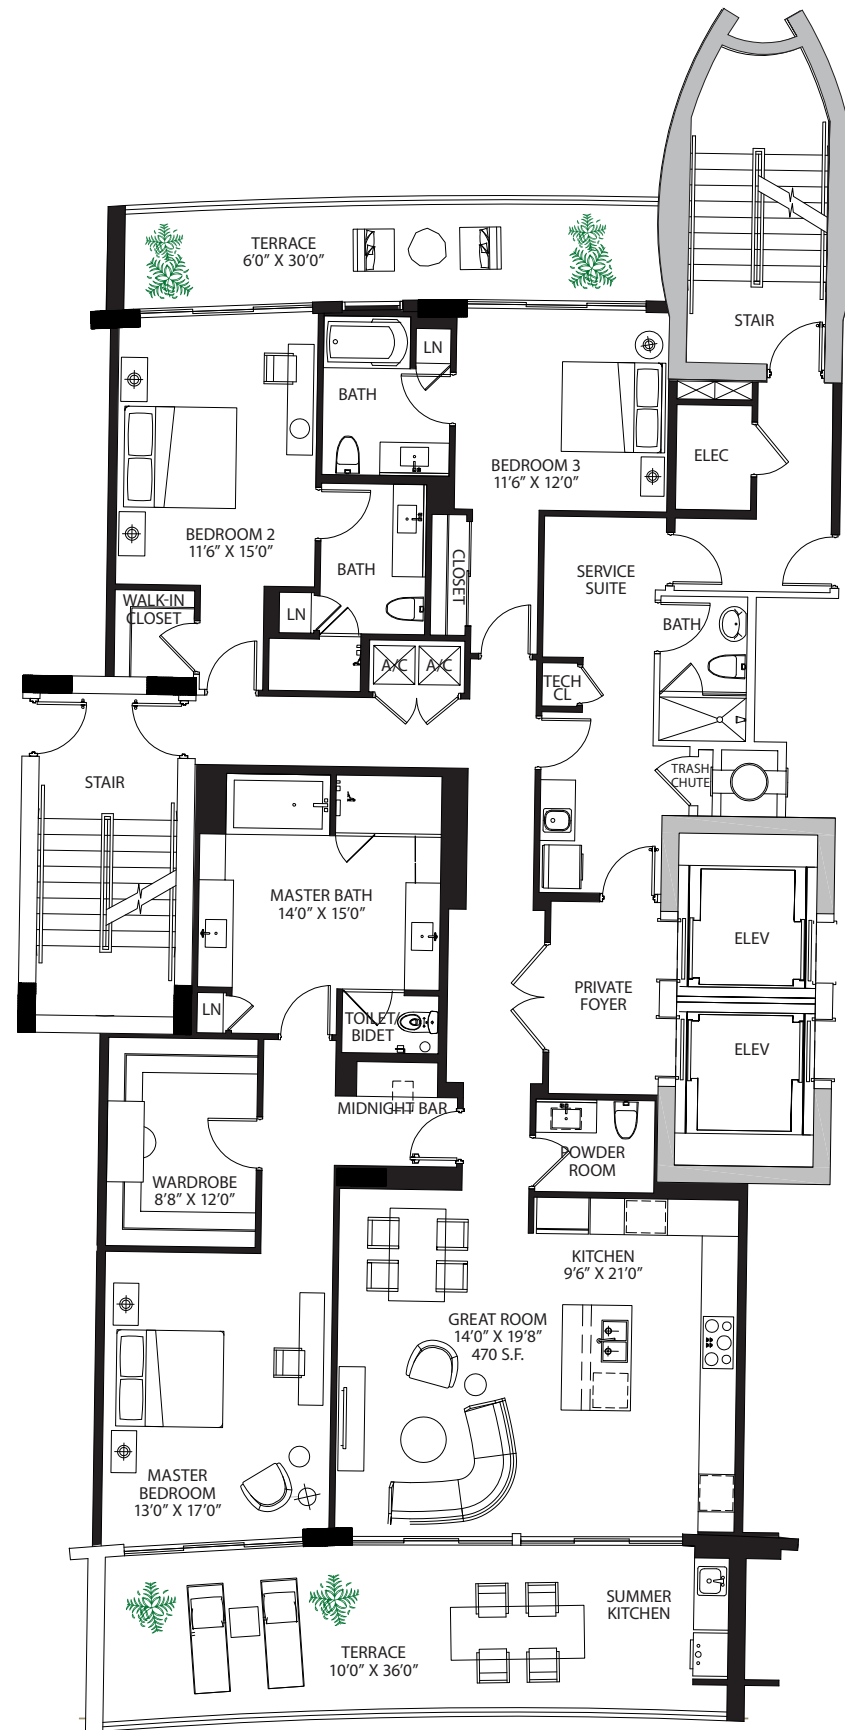 TERRACE
6'0" X 30'0"
STAIR
LN
BATH
ELEC
BEDROOM 3
11'6" X 12'0"
BEDROOM 2
11'6" X 15'0"
BATH
CLOSET
SERVICE
SUITE
WALK-IN
CLOSET
LN
BATH
A/C
A/C
TECH
CL
STAIR
TRASH
CHUTE
MASTER BATH
14'0" X 15'0"
ELEV
PRIVATE
FOYER
LN
TOILET/
BIDET
ELEV
MIDNIGHT BAR
POWDER
ROOM
WARDROBE
8'8" X 12'0"
KITCHEN
9'6" X 21'0"
GREAT ROOM
14'0" X 19'8"
470 S.F.
MASTER
BEDROOM
13'0" X 17'0"
SUMMER
KITCHEN
TERRACE
10'0" X 36'0"